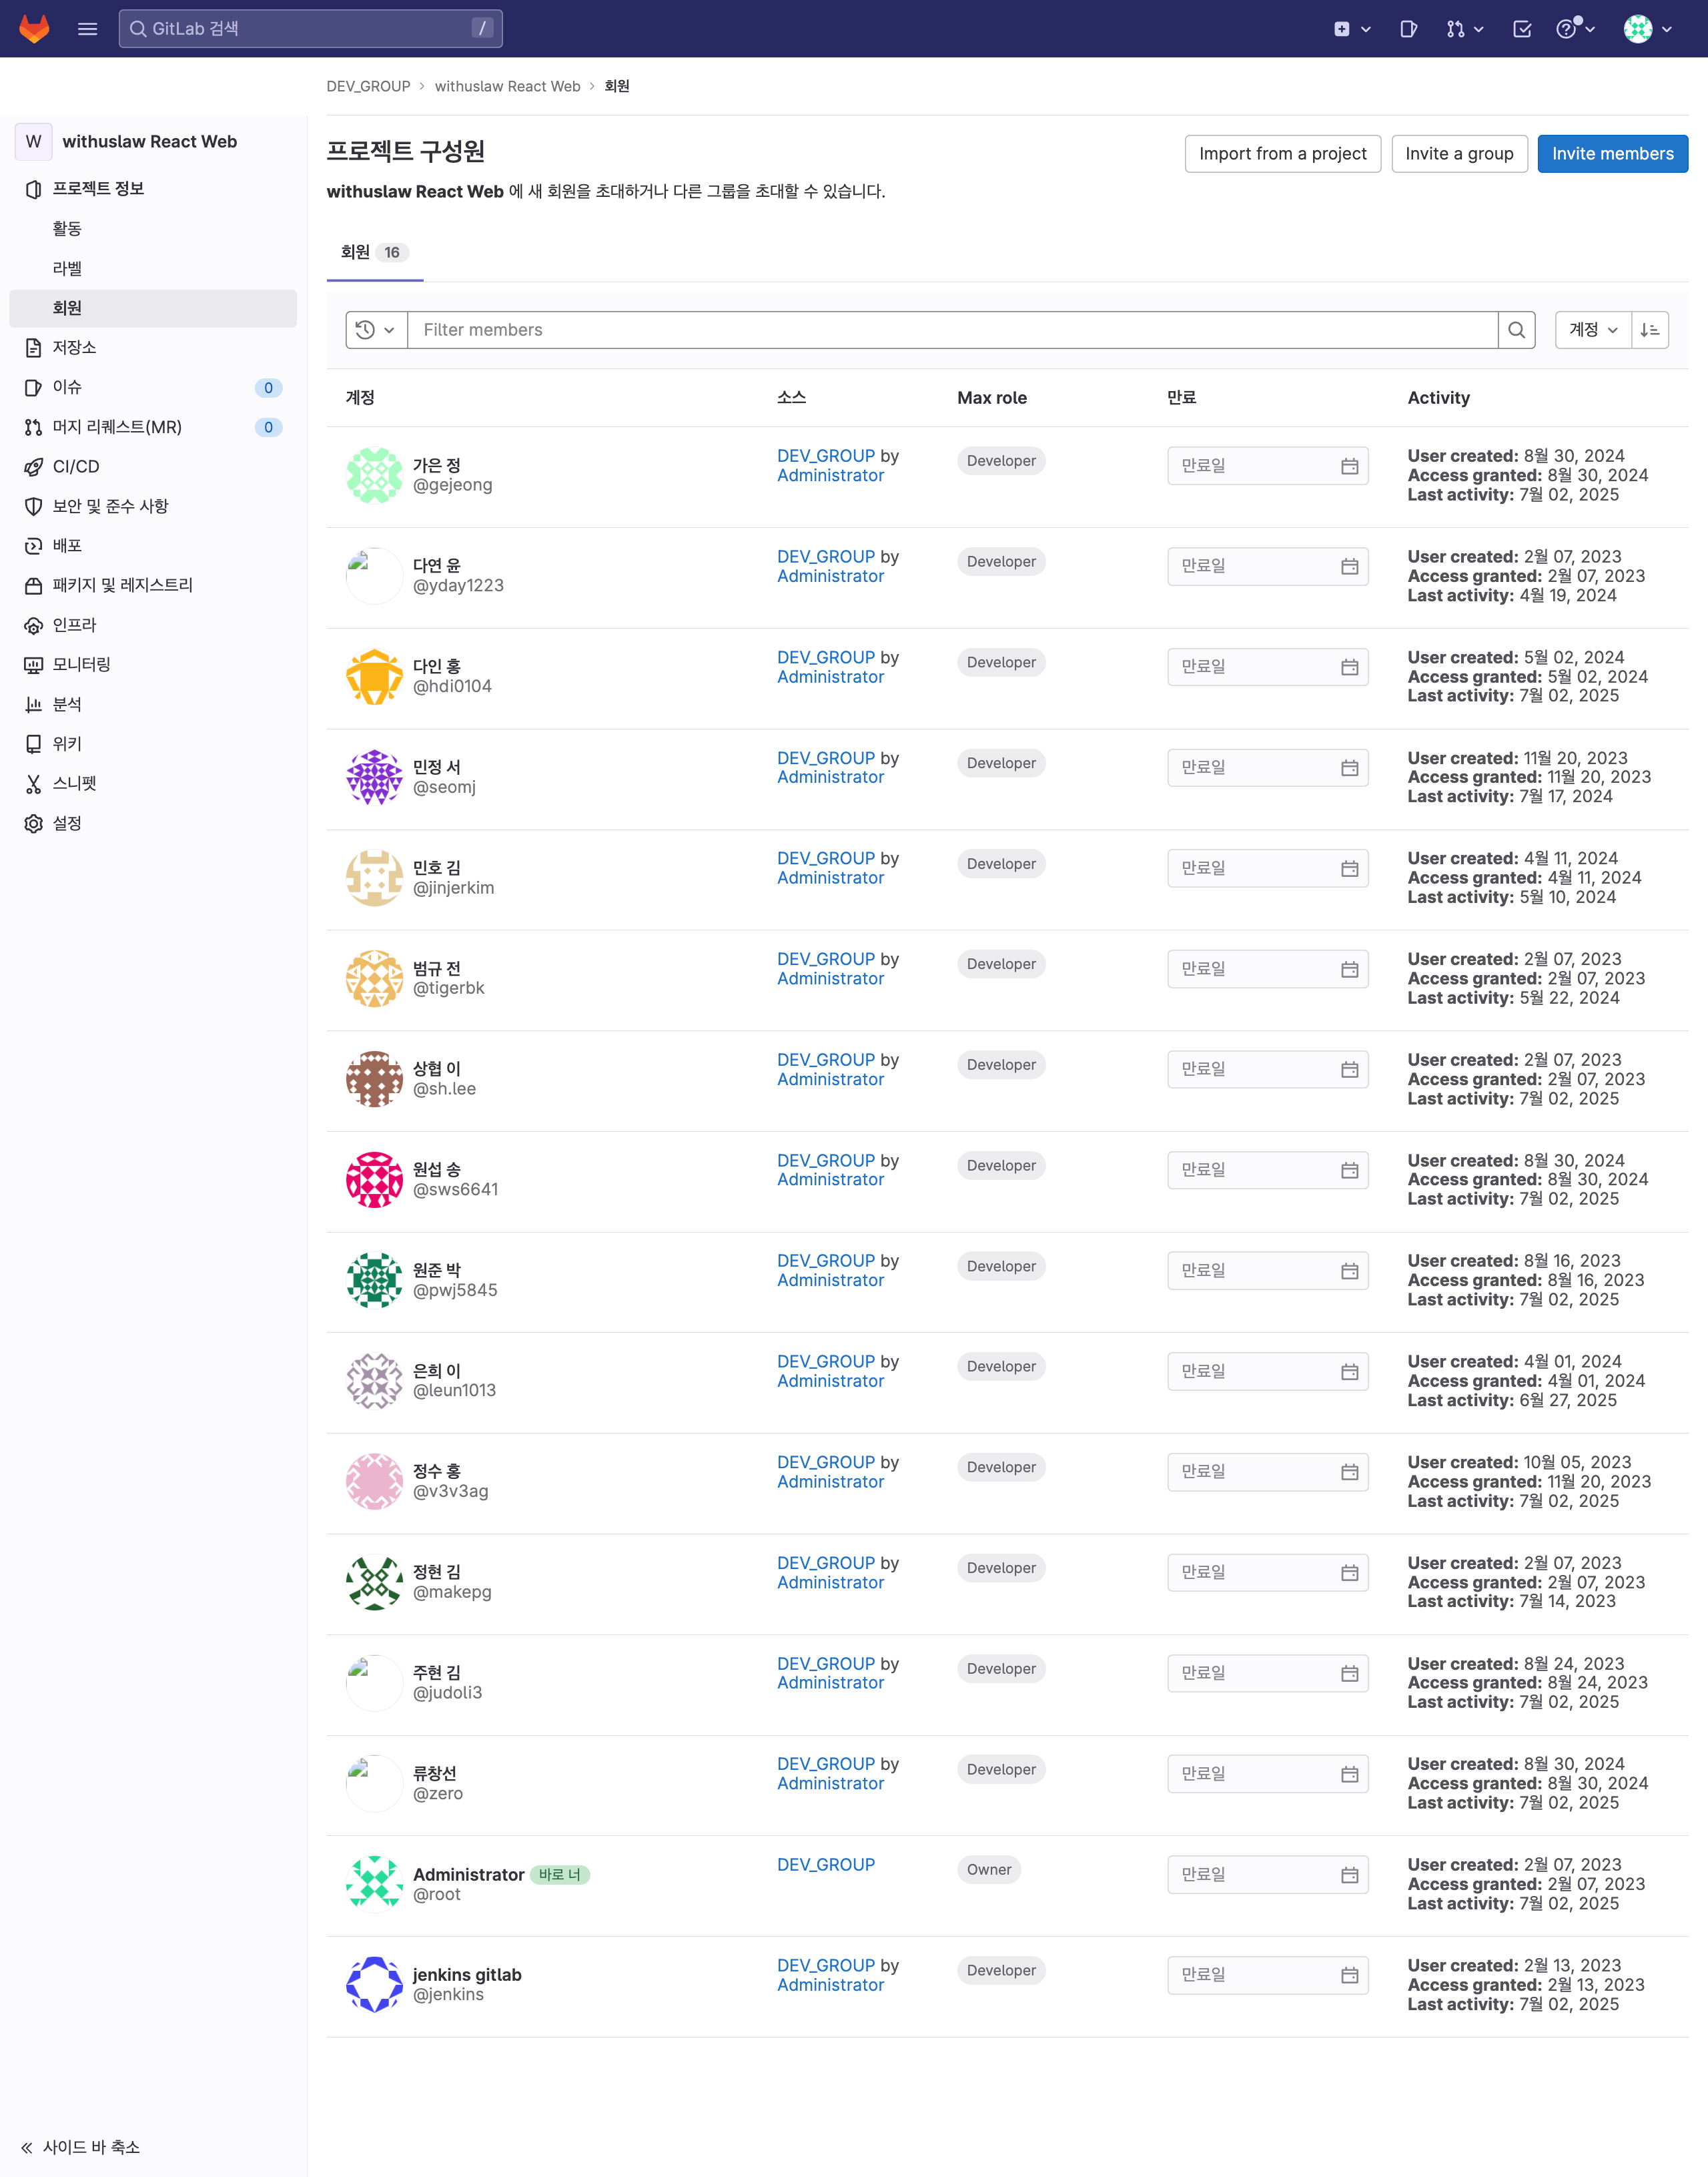 GitLab 검색 /
DEV_GROUP › withuslaw React Web › 회원
W withuslaw React Web
프로젝트 정보
활동
라벨
회원
저장소
이슈 0
머지 리퀘스트(MR) 0
CI/CD
보안 및 준수 사항
배포
패키지 및 레지스트리
인프라
모니터링
분석
위키
스니펫
설정
사이드 바 축소
프로젝트 구성원
Import from a project
Invite a group
Invite members
withuslaw React Web 에 새 회원을 초대하거나 다른 그룹을 초대할 수 있습니다.
회원 16
Filter members
계정
계정 소스 Max role 만료 Activity
가은 정
@gejeong
DEV_GROUP by
Administrator
Developer
만료일
User created: 8월 30, 2024
Access granted: 8월 30, 2024
Last activity: 7월 02, 2025
다연 윤
@yday1223
DEV_GROUP by
Administrator
Developer
만료일
User created: 2월 07, 2023
Access granted: 2월 07, 2023
Last activity: 4월 19, 2024
다인 홍
@hdi0104
DEV_GROUP by
Administrator
Developer
만료일
User created: 5월 02, 2024
Access granted: 5월 02, 2024
Last activity: 7월 02, 2025
민정 서
@seomj
DEV_GROUP by
Administrator
Developer
만료일
User created: 11월 20, 2023
Access granted: 11월 20, 2023
Last activity: 7월 17, 2024
민호 김
@jinjerkim
DEV_GROUP by
Administrator
Developer
만료일
User created: 4월 11, 2024
Access granted: 4월 11, 2024
Last activity: 5월 10, 2024
범규 전
@tigerbk
DEV_GROUP by
Administrator
Developer
만료일
User created: 2월 07, 2023
Access granted: 2월 07, 2023
Last activity: 5월 22, 2024
상협 이
@sh.lee
DEV_GROUP by
Administrator
Developer
만료일
User created: 2월 07, 2023
Access granted: 2월 07, 2023
Last activity: 7월 02, 2025
원섭 송
@sws6641
DEV_GROUP by
Administrator
Developer
만료일
User created: 8월 30, 2024
Access granted: 8월 30, 2024
Last activity: 7월 02, 2025
원준 박
@pwj5845
DEV_GROUP by
Administrator
Developer
만료일
User created: 8월 16, 2023
Access granted: 8월 16, 2023
Last activity: 7월 02, 2025
은희 이
@leun1013
DEV_GROUP by
Administrator
Developer
만료일
User created: 4월 01, 2024
Access granted: 4월 01, 2024
Last activity: 6월 27, 2025
정수 홍
@v3v3ag
DEV_GROUP by
Administrator
Developer
만료일
User created: 10월 05, 2023
Access granted: 11월 20, 2023
Last activity: 7월 02, 2025
정현 김
@makepg
DEV_GROUP by
Administrator
Developer
만료일
User created: 2월 07, 2023
Access granted: 2월 07, 2023
Last activity: 7월 14, 2023
주현 김
@judoli3
DEV_GROUP by
Administrator
Developer
만료일
User created: 8월 24, 2023
Access granted: 8월 24, 2023
Last activity: 7월 02, 2025
류창선
@zero
DEV_GROUP by
Administrator
Developer
만료일
User created: 8월 30, 2024
Access granted: 8월 30, 2024
Last activity: 7월 02, 2025
Administrator 바로 너
@root
DEV_GROUP
Owner
만료일
User created: 2월 07, 2023
Access granted: 2월 07, 2023
Last activity: 7월 02, 2025
jenkins gitlab
@jenkins
DEV_GROUP by
Administrator
Developer
만료일
User created: 2월 13, 2023
Access granted: 2월 13, 2023
Last activity: 7월 02, 2025